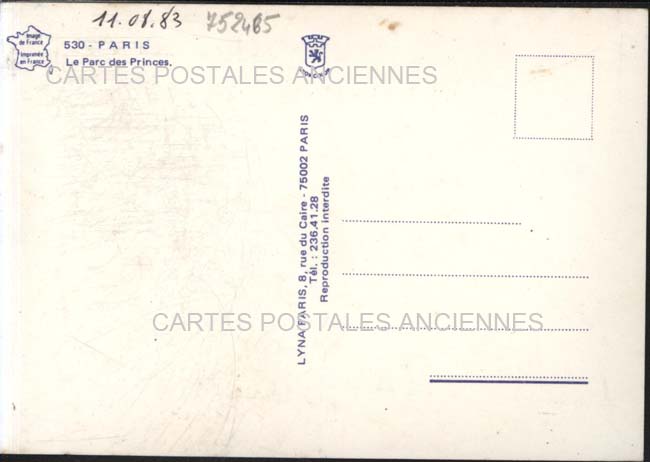 11.01.83 752465
Image
de France
imprimée
en France
530 - PARIS
Le Parc des Princes.
CARTES POSTALES ANCIENNES
LYNA PARIS, 8, rue du Caire - 75002 PARIS
Tél. : 236.41.28
Reproduction interdite
CARTES POSTALES ANCIENNES